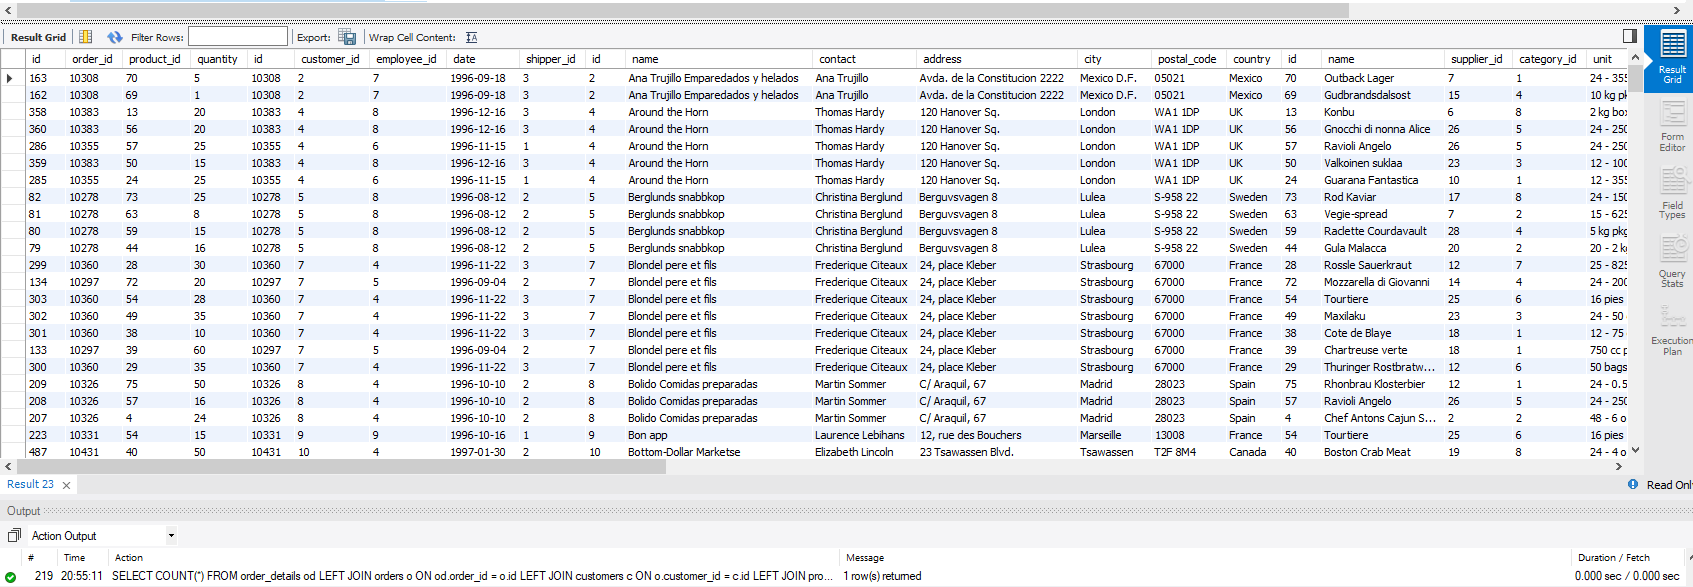 Result Grid Filter Rows: Export: Wrap Cell Content:
id order_id product_id quantity id customer_id employee_id date shipper_id id name contact address city postal_code country id name supplier_id category_id unit
163 10308 70 5 10308 2 7 1996-09-18 3 2 Ana Trujillo Emparedados y helados Ana Trujillo Avda. de la Constitucion 2222 Mexico D.F. 05021 Mexico 70 Outback Lager 7 1 24 - 355
162 10308 69 1 10308 2 7 1996-09-18 3 2 Ana Trujillo Emparedados y helados Ana Trujillo Avda. de la Constitucion 2222 Mexico D.F. 05021 Mexico 69 Gudbrandsdalsost 15 4 10 kg pk
358 10383 13 20 10383 4 8 1996-12-16 3 4 Around the Horn Thomas Hardy 120 Hanover Sq. London WA1 1DP UK 13 Konbu 6 8 2 kg box
360 10383 56 20 10383 4 8 1996-12-16 3 4 Around the Horn Thomas Hardy 120 Hanover Sq. London WA1 1DP UK 56 Gnocchi di nonna Alice 26 5 24 - 250
286 10355 57 25 10355 4 6 1996-11-15 1 4 Around the Horn Thomas Hardy 120 Hanover Sq. London WA1 1DP UK 57 Ravioli Angelo 26 5 24 - 250
359 10383 50 15 10383 4 8 1996-12-16 3 4 Around the Horn Thomas Hardy 120 Hanover Sq. London WA1 1DP UK 50 Valkoinen suklaa 23 3 12 - 100
285 10355 24 25 10355 4 6 1996-11-15 1 4 Around the Horn Thomas Hardy 120 Hanover Sq. London WA1 1DP UK 24 Guarana Fantastica 10 1 12 - 355
82 10278 73 25 10278 5 8 1996-08-12 2 5 Berglunds snabbkop Christina Berglund Berguvsvagen 8 Lulea S-958 22 Sweden 73 Rod Kaviar 17 8 24 - 150
81 10278 63 8 10278 5 8 1996-08-12 2 5 Berglunds snabbkop Christina Berglund Berguvsvagen 8 Lulea S-958 22 Sweden 63 Vegie-spread 7 2 15 - 625
80 10278 59 15 10278 5 8 1996-08-12 2 5 Berglunds snabbkop Christina Berglund Berguvsvagen 8 Lulea S-958 22 Sweden 59 Raclette Courdavault 28 4 5 kg pkg
79 10278 44 16 10278 5 8 1996-08-12 2 5 Berglunds snabbkop Christina Berglund Berguvsvagen 8 Lulea S-958 22 Sweden 44 Gula Malacca 20 2 20 - 2 kg
299 10360 28 30 10360 7 4 1996-11-22 3 7 Blondel pere et fils Frederique Citeaux 24, place Kleber Strasbourg 67000 France 28 Rossle Sauerkraut 12 7 25 - 825
134 10297 72 20 10297 7 5 1996-09-04 2 7 Blondel pere et fils Frederique Citeaux 24, place Kleber Strasbourg 67000 France 72 Mozzarella di Giovanni 14 4 24 - 200
303 10360 54 28 10360 7 4 1996-11-22 3 7 Blondel pere et fils Frederique Citeaux 24, place Kleber Strasbourg 67000 France 54 Tourtiere 25 6 16 pies
302 10360 49 35 10360 7 4 1996-11-22 3 7 Blondel pere et fils Frederique Citeaux 24, place Kleber Strasbourg 67000 France 49 Maxilaku 23 3 24 - 50
301 10360 38 10 10360 7 4 1996-11-22 3 7 Blondel pere et fils Frederique Citeaux 24, place Kleber Strasbourg 67000 France 38 Cote de Blaye 18 1 12 - 75
133 10297 39 60 10297 7 5 1996-09-04 2 7 Blondel pere et fils Frederique Citeaux 24, place Kleber Strasbourg 67000 France 39 Chartreuse verte 18 1 750 cc p
300 10360 29 35 10360 7 4 1996-11-22 3 7 Blondel pere et fils Frederique Citeaux 24, place Kleber Strasbourg 67000 France 29 Thuringer Rostbratw... 12 6 50 bags
209 10326 75 50 10326 8 4 1996-10-10 2 8 Bolido Comidas preparadas Martin Sommer C/ Araquil, 67 Madrid 28023 Spain 75 Rhonbrau Klosterbier 12 1 24 - 0.5
208 10326 57 16 10326 8 4 1996-10-10 2 8 Bolido Comidas preparadas Martin Sommer C/ Araquil, 67 Madrid 28023 Spain 57 Ravioli Angelo 26 5 24 - 250
207 10326 4 24 10326 8 4 1996-10-10 2 8 Bolido Comidas preparadas Martin Sommer C/ Araquil, 67 Madrid 28023 Spain 4 Chef Antons Cajun S... 2 2 48 - 6 o
223 10331 54 15 10331 9 9 1996-10-16 1 9 Bon app Laurence Lebihans 12, rue des Bouchers Marseille 13008 France 54 Tourtiere 25 6 16 pies
487 10431 40 50 10431 10 4 1997-01-30 2 10 Bottom-Dollar Marketse Elizabeth Lincoln 23 Tsawassen Blvd. Tsawassen T2F 8M4 Canada 40 Boston Crab Meat 19 8 24 - 4 o
Result
Grid
Form
Editor
Field
Types
Query
Stats
Execution
Plan
Result 23
Read Onl
Output
Action Output
# Time Action Message Duration / Fetch
219 20:55:11 SELECT COUNT(*) FROM order_details od LEFT JOIN orders o ON od.order_id = o.id LEFT JOIN customers c ON o.customer_id = c.id LEFT JOIN pro... 1 row(s) returned 0.000 sec / 0.000 sec